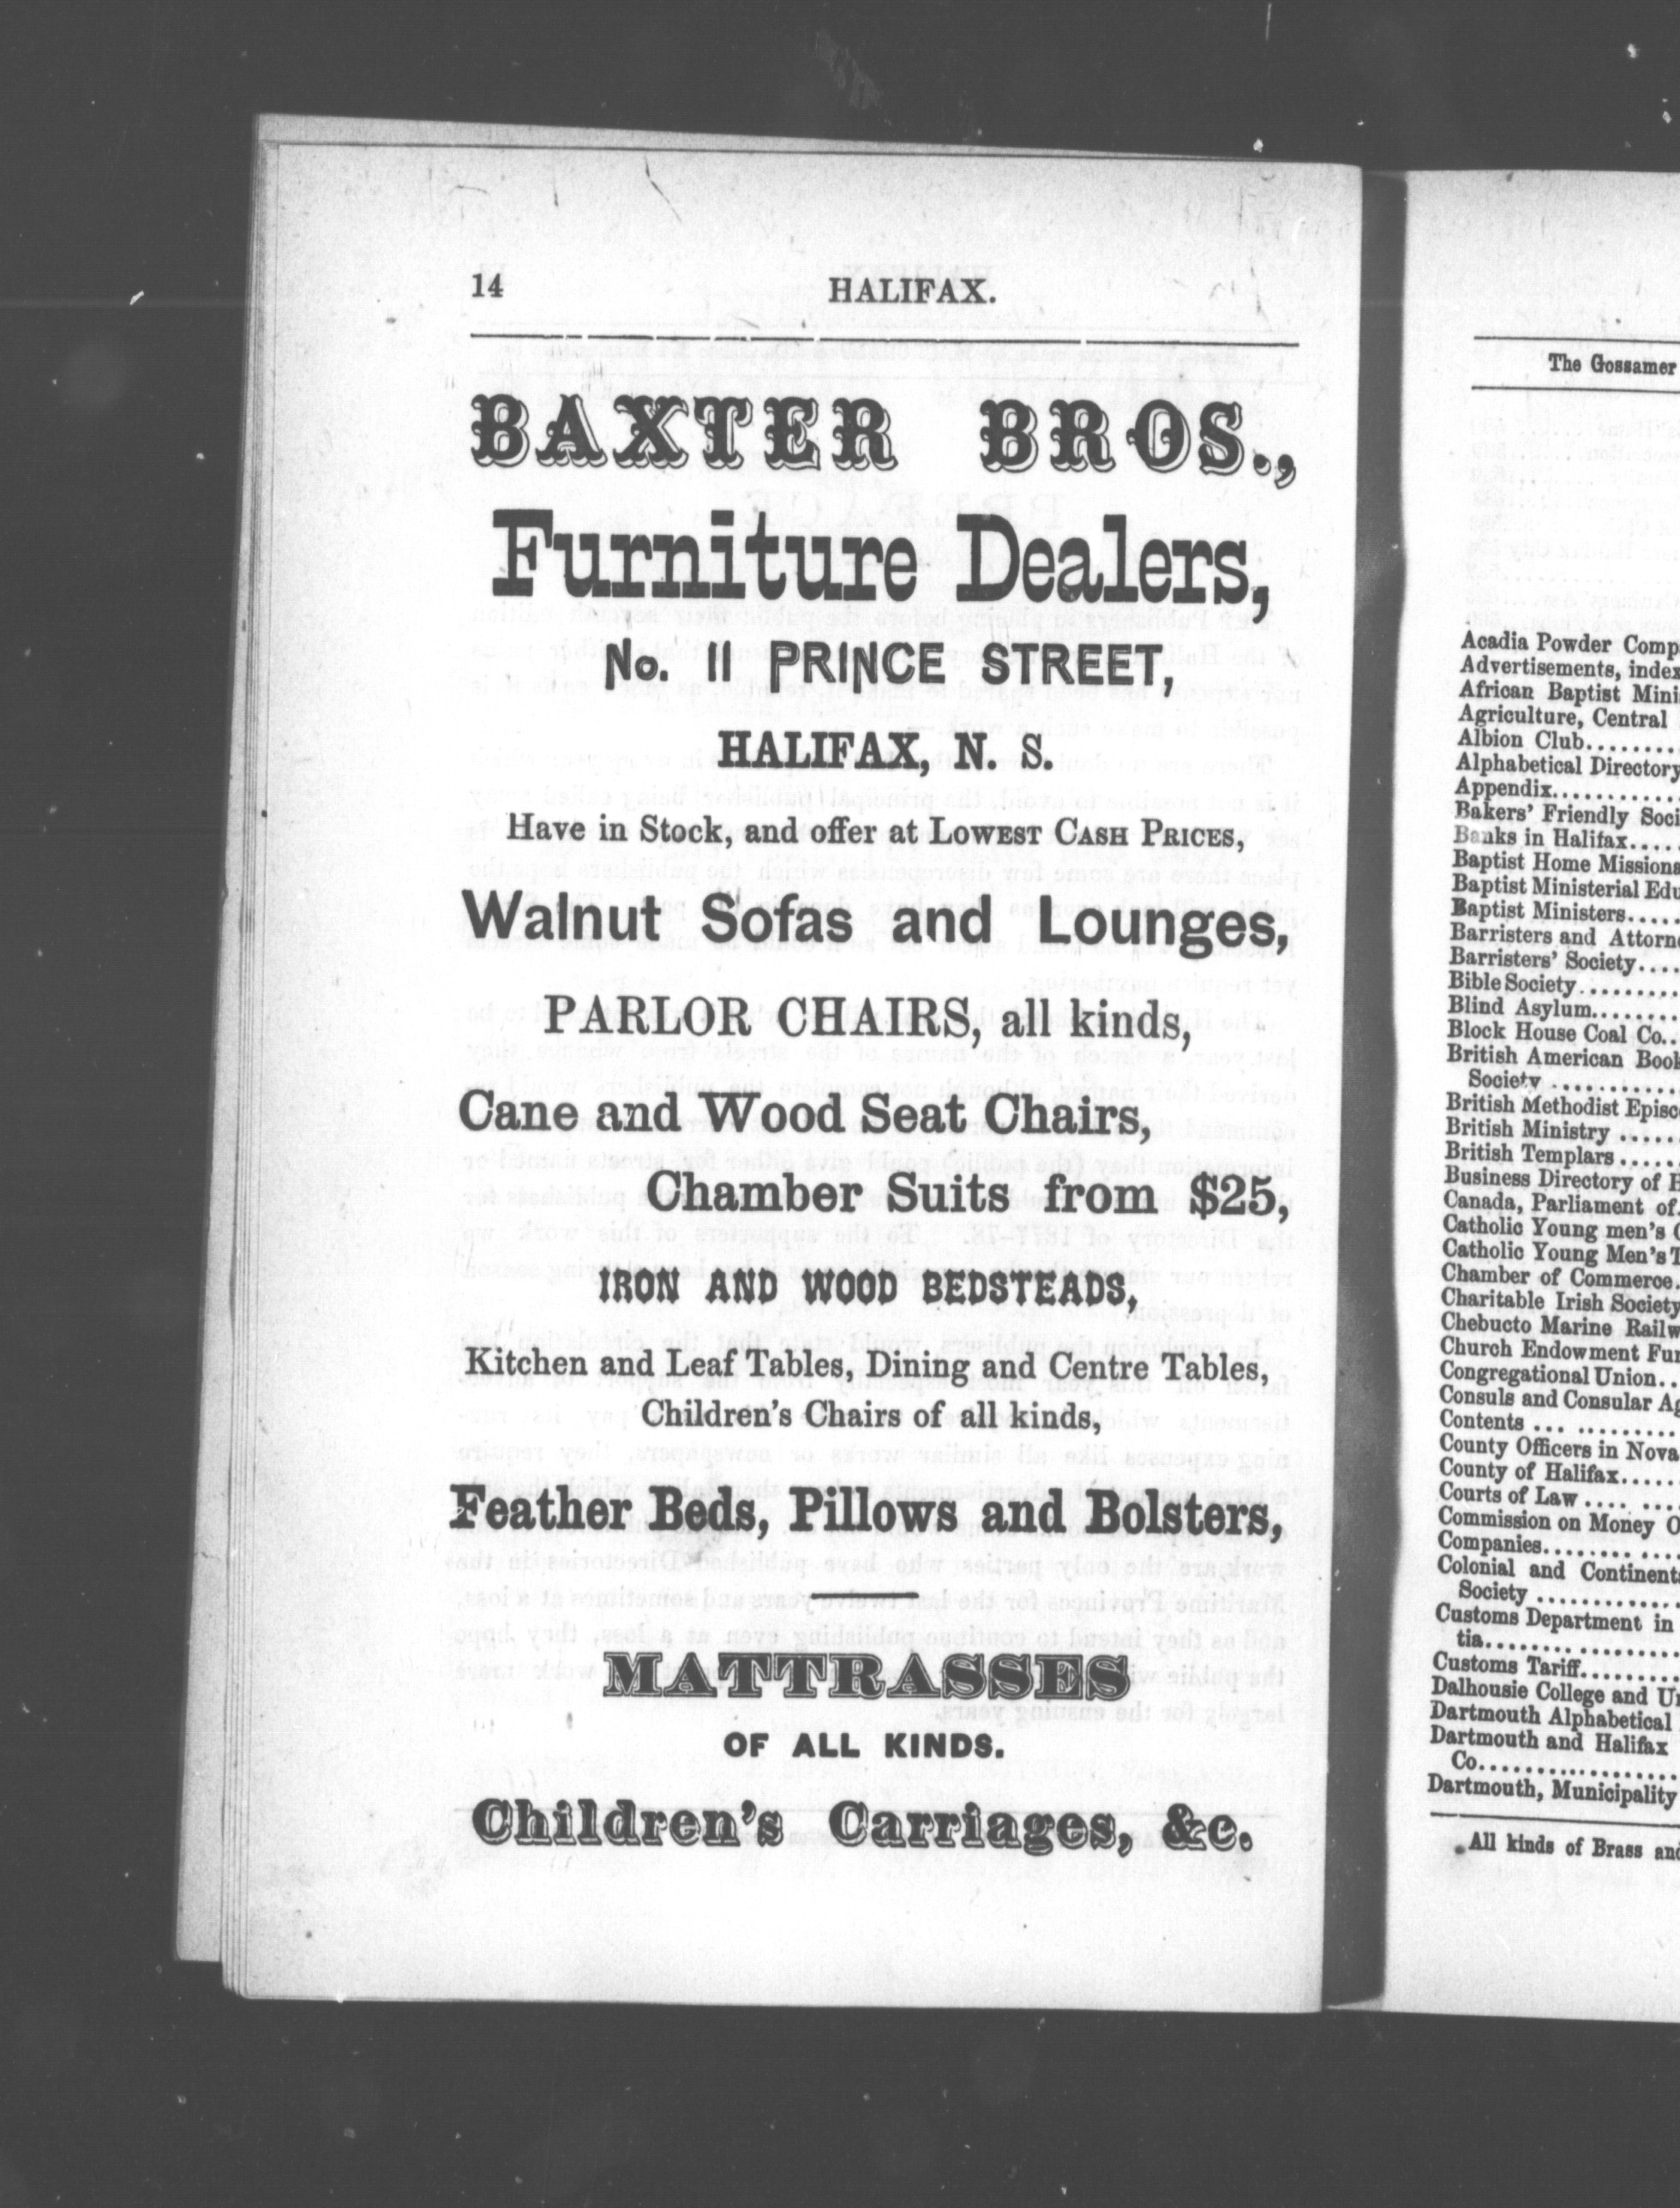 14
HALIFAX.
BAXTER BROS.,
Furniture Dealers,
No. 11 PRINCE STREET,
HALIFAX, N. S.
Have in Stock, and offer at LOWEST CASH PRICES,
Walnut Sofas and Lounges,
PARLOR CHAIRS, all kinds,
Cane and Wood Seat Chairs,
Chamber Suits from $25,
IRON AND WOOD BEDSTEADS,
Kitchen and Leaf Tables, Dining and Centre Tables,
Children's Chairs of all kinds,
Feather Beds, Pillows and Bolsters,
MATTRASSES
OF ALL KINDS.
Children's Carriages, &c.
The Gossamer
Acadia Powder Comp
Advertisements, index
African Baptist Mini
Agriculture, Central
Albion Club........
Alphabetical Directory
Appendix...........
Bakers' Friendly Soci
Banks in Halifax....
Baptist Home Missiona
Baptist Ministerial Edu
Baptist Ministers....
Barristers and Attorn
Barristers' Society....
Bible Society.........
Blind Asylum.......
Block House Coal Co..
British American Book
Society ............
British Methodist Episc
British Ministry .....
British Templars .....
Business Directory of H
Canada, Parliament of.
Catholic Young men's C
Catholic Young Men's T
Chamber of Commerce.
Charitable Irish Society
Chebucto Marine Railw
Church Endowment Fun
Congregational Union..
Consuls and Consular Ag
Contents ... .........
County Officers in Nova
County of Halifax.....
Courts of Law .... ....
Commission on Money O
Companies........ ....
Colonial and Continent
Society .............
Customs Department in
tia..................
Customs Tariff........
Dalhousie College and Un
Dartmouth Alphabetical
Dartmouth and Halifax
Co..................
Dartmouth, Municipality
All kinds of Brass and